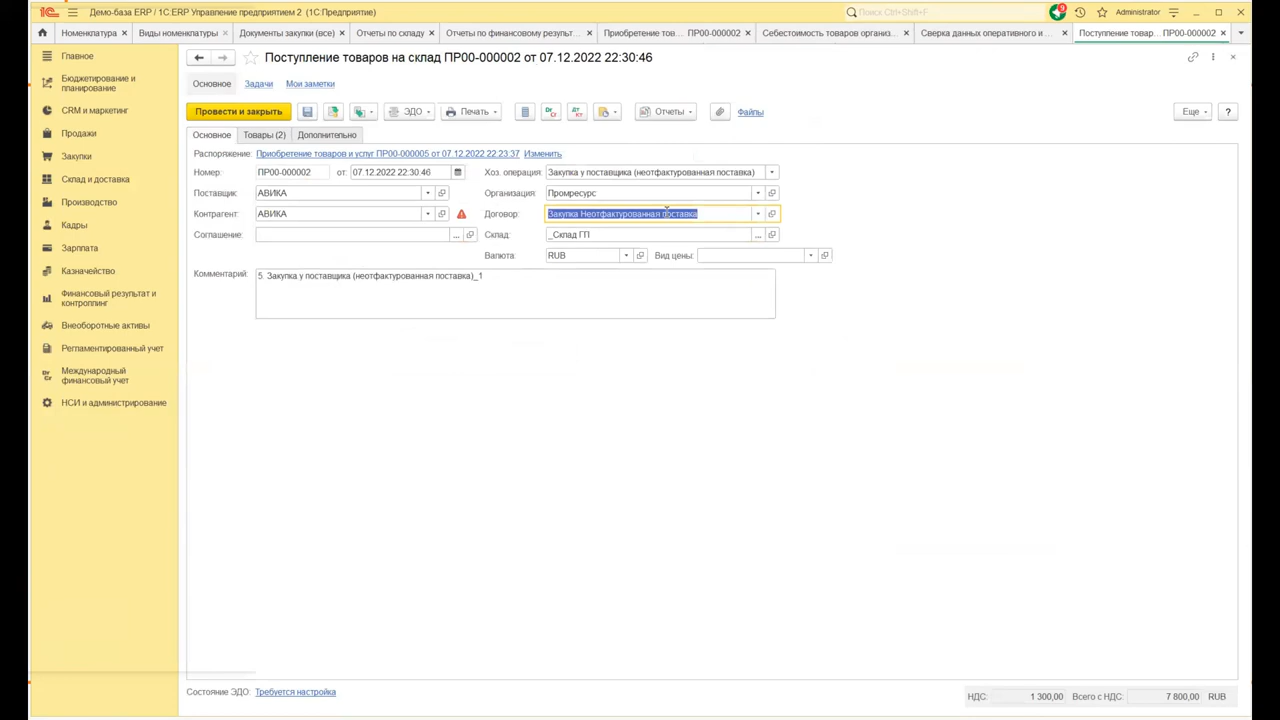 Демо-база ERP / 1С:ERP Управление предприятием 2 (1С:Предприятие)
Поиск Ctrl+Shift+F
Administrator
Номенклатура
Виды номенклатуры
Документы закупки (все)
Отчеты по складу
Отчеты по финансовому результ...
Приобретение тов... ПР00-000002
Себестоимость товаров организ...
Сверка данных оперативного и ...
Поступление товар... ПР00-000002
Главное
Бюджетирование и
планирование
CRM и маркетинг
Продажи
Закупки
Склад и доставка
Производство
Кадры
Зарплата
Казначейство
Финансовый результат и
контроллинг
Внеоборотные активы
Регламентированный учет
Международный
финансовый учет
НСИ и администрирование
Поступление товаров на склад ПР00-000002 от 07.12.2022 22:30:46
Основное Задачи Мои заметки
Провести и закрыть ЭДО Печать Отчеты Файлы Еще ?
Основное Товары (2) Дополнительно
Распоряжение: Приобретение товаров и услуг ПР00-000005 от 07.12.2022 22:23:37 Изменить
Номер: ПР00-000002 от: 07.12.2022 22:30:46 Хоз. операция: Закупка у поставщика (неотфактурованная поставка)
Поставщик: АВИКА Организация: Промресурс
Контрагент: АВИКА Договор: Закупка Неотфактурованная поставка
Соглашение: ... Склад: _Склад ГП ...
Валюта: RUB Вид цены:
Комментарий: 5. Закупка у поставщика (неотфактурованная поставка)_1
Состояние ЭДО: Требуется настройка НДС: 1 300,00 Всего с НДС: 7 800,00 RUB